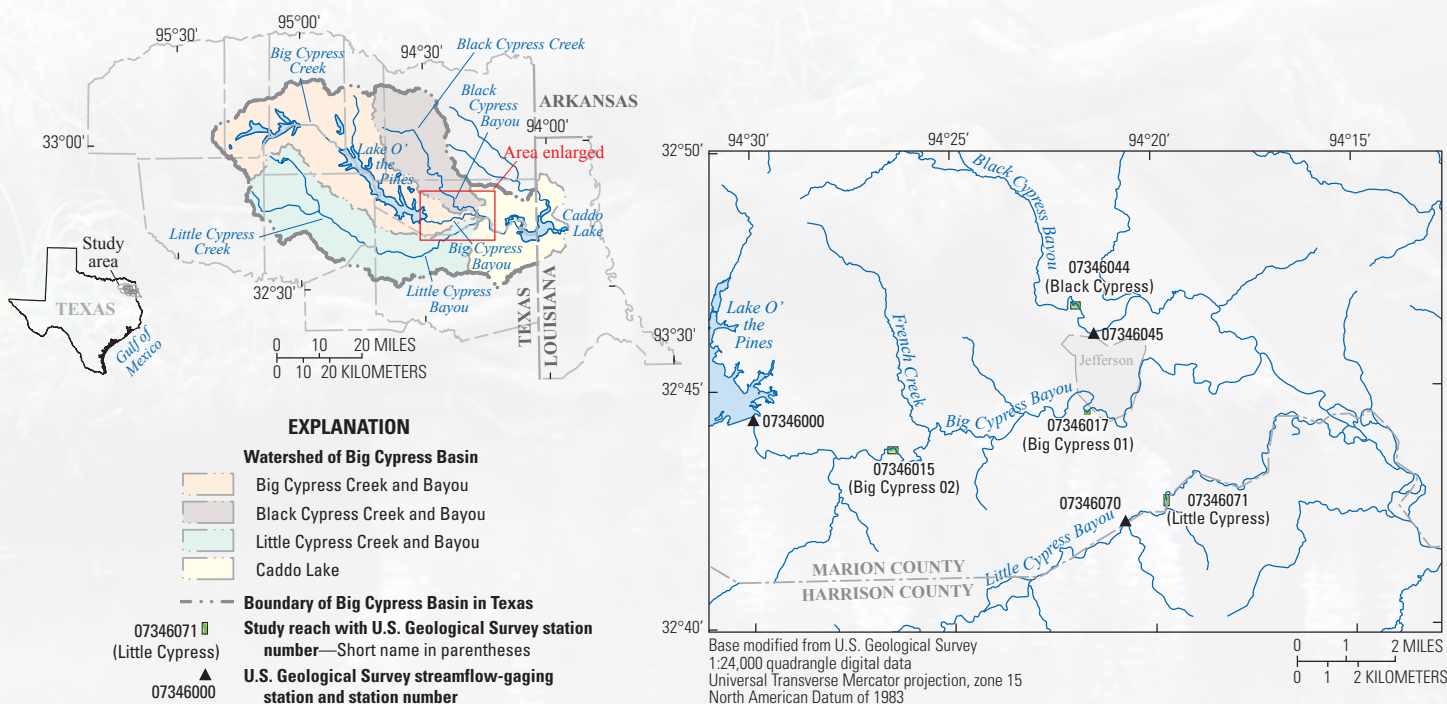 95°30'
95°00'
94°30'
94°00'
33°00'
32°30'
93°30'
Big Cypress
Creek
Black Cypress Creek
Black
Cypress
Bayou
ARKANSAS
Lake O'
the
Pines
Area enlarged
Caddo
Lake
Little Cypress
Creek
Big Cypress
Bayou
Little Cypress
Bayou
TEXAS
LOUISIANA
Study
area
TEXAS
Gulf of
Mexico
0 10 20 MILES
0 10 20 KILOMETERS
EXPLANATION
Watershed of Big Cypress Basin
Big Cypress Creek and Bayou
Black Cypress Creek and Bayou
Little Cypress Creek and Bayou
Caddo Lake
Boundary of Big Cypress Basin in Texas
07346071
(Little Cypress)
Study reach with U.S. Geological Survey station
number—Short name in parentheses
07346000
U.S. Geological Survey streamflow-gaging
station and station number
94°30'
94°25'
94°20'
94°15'
32°50'
32°45'
32°40'
Black Cypress
Bayou
07346044
(Black Cypress)
Lake O'
the
Pines
French Creek
07346045
Jefferson
Big Cypress Bayou
07346000
07346017
(Big Cypress 01)
07346015
(Big Cypress 02)
07346070
07346071
(Little Cypress)
Little Cypress Bayou
MARION COUNTY
HARRISON COUNTY
Base modified from U.S. Geological Survey
1:24,000 quadrangle digital data
Universal Transverse Mercator projection, zone 15
North American Datum of 1983
0 1 2 MILES
0 1 2 KILOMETERS